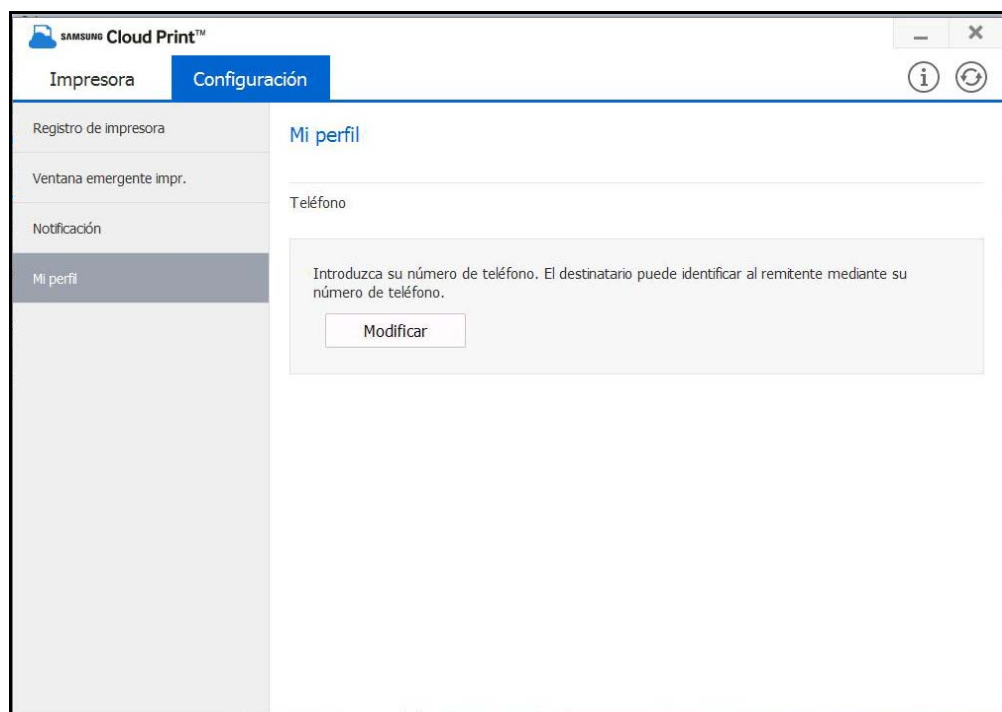 SAMSUNG Cloud Print™
Impresora
Configuración
Registro de impresora
Ventana emergente impr.
Notificación
Mi perfil
Mi perfil
Teléfono
Introduzca su número de teléfono. El destinatario puede identificar al remitente mediante su
número de teléfono.
Modificar